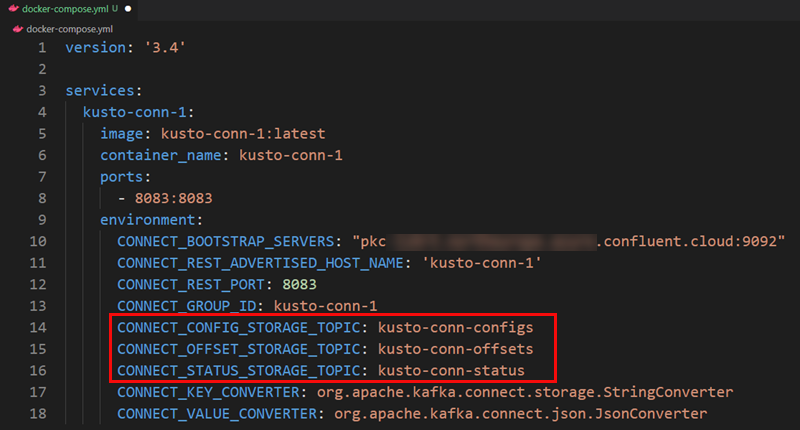 docker-compose.yml U
docker-compose.yml
1 version: '3.4'
2
3 services:
4 kusto-conn-1:
5 image: kusto-conn-1:latest
6 container_name: kusto-conn-1
7 ports:
8 - 8083:8083
9 environment:
10 CONNECT_BOOTSTRAP_SERVERS: "pkc .confluent.cloud:9092"
11 CONNECT_REST_ADVERTISED_HOST_NAME: 'kusto-conn-1'
12 CONNECT_REST_PORT: 8083
13 CONNECT_GROUP_ID: kusto-conn-1
14 CONNECT_CONFIG_STORAGE_TOPIC: kusto-conn-configs
15 CONNECT_OFFSET_STORAGE_TOPIC: kusto-conn-offsets
16 CONNECT_STATUS_STORAGE_TOPIC: kusto-conn-status
17 CONNECT_KEY_CONVERTER: org.apache.kafka.connect.storage.StringConverter
18 CONNECT_VALUE_CONVERTER: org.apache.kafka.connect.json.JsonConverter